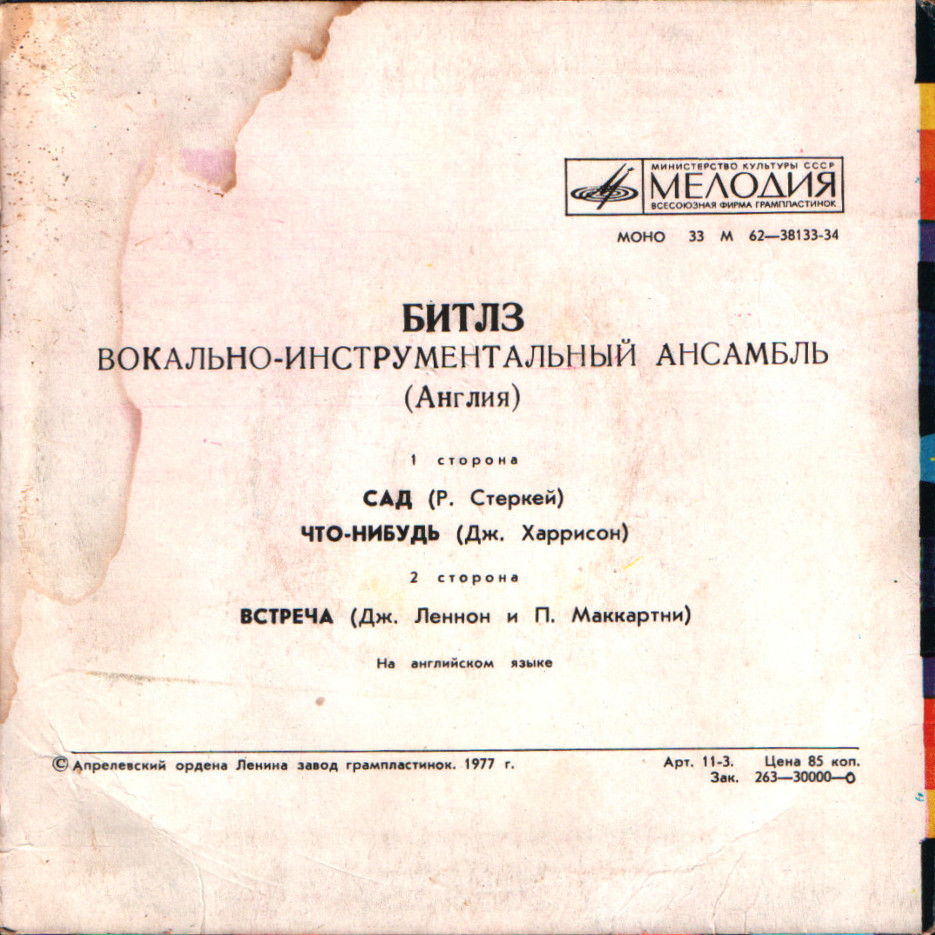 МИНИСТЕРСТВО КУЛЬТУРЫ СССР
МЕЛОДИЯ
ВСЕСОЮЗНАЯ ФИРМА ГРАМПЛАСТИНОК
МОНО 33 М 62—38133-34
БИТЛЗ
ВОКАЛЬНО-ИНСТРУМЕНТАЛЬНЫЙ АНСАМБЛЬ
(Англия)
1 сторона
САД (Р. Стеркей)
ЧТО-НИБУДЬ (Дж. Харрисон)
2 сторона
ВСТРЕЧА (Дж. Леннон и П. Маккартни)
На английском языке
© Апрелевский ордена Ленина завод грампластинок. 1977 г. Арт. 11-3. Цена 85 коп.
Зак. 263—30000—0